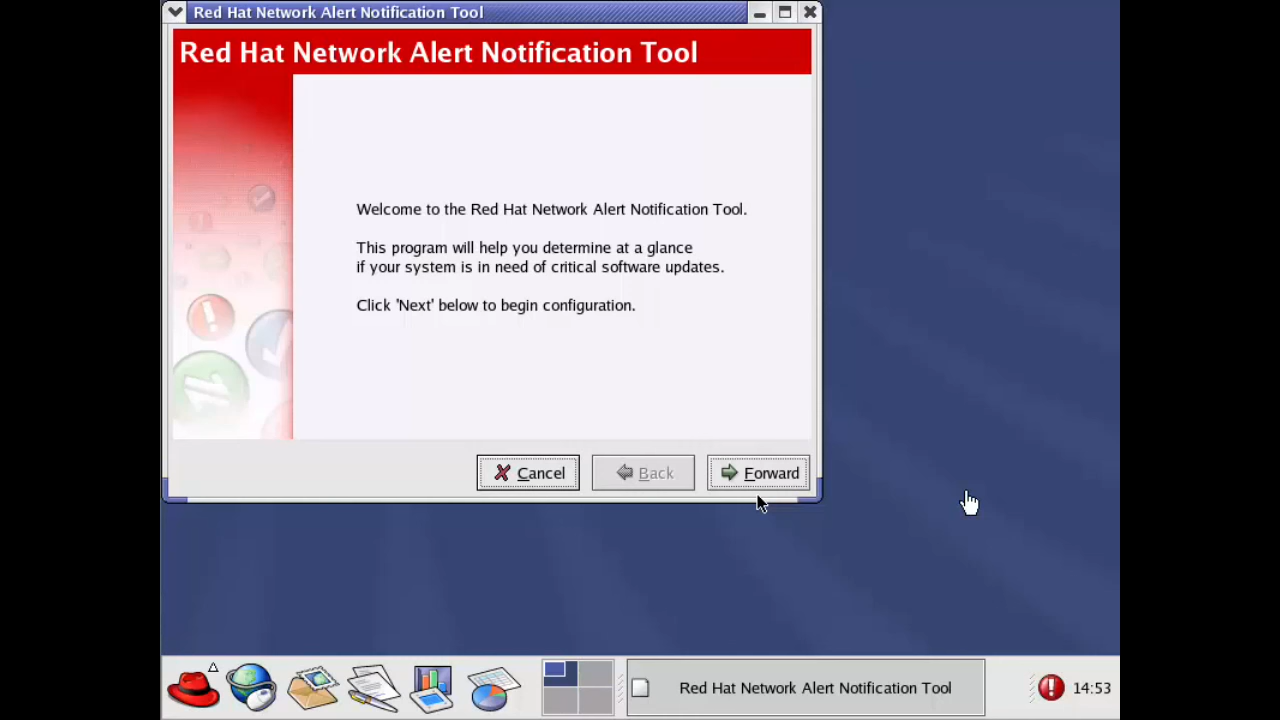 Red Hat Network Alert Notification Tool
Red Hat Network Alert Notification Tool
Welcome to the Red Hat Network Alert Notification Tool.
This program will help you determine at a glance
if your system is in need of critical software updates.
Click 'Next' below to begin configuration.
Cancel Back Forward
Red Hat Network Alert Notification Tool 14:53